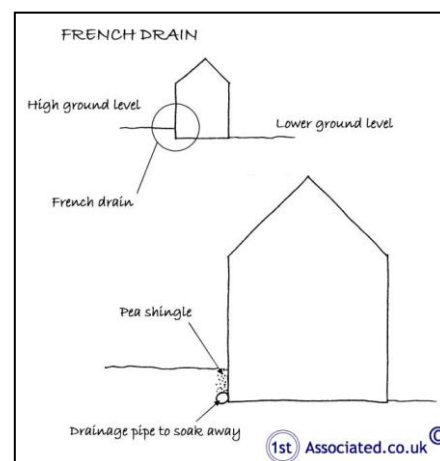 FRENCH DRAIN
High ground level
Lower ground level
French drain
Pea shingle
Drainage pipe to soak away
1st Associated.co.uk ©